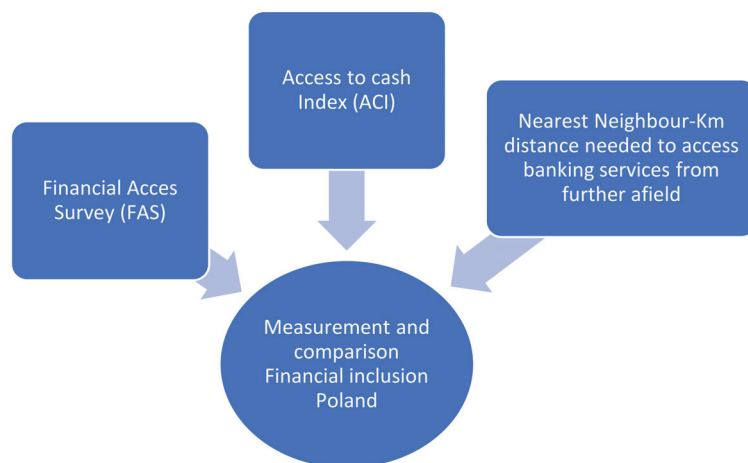 Access to cash
Index (ACI)
Nearest Neighbour-Km
distance needed to access
banking services from
further afield
Financial Acces
Survey (FAS)
Measurement and
comparison
Financial inclusion
Poland